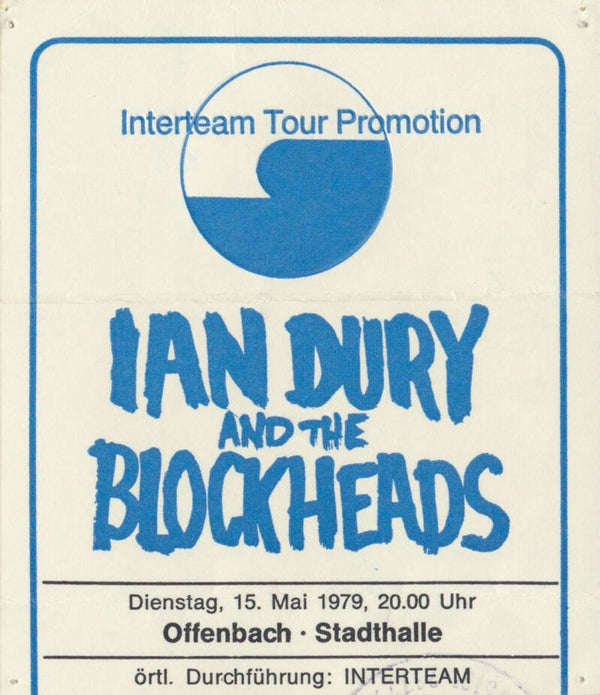 Interteam Tour Promotion
IAN DURY
AND THE
BLOCKHEADS
Dienstag, 15. Mai 1979, 20.00 Uhr
Offenbach · Stadthalle
örtl. Durchführung: INTERTEAM